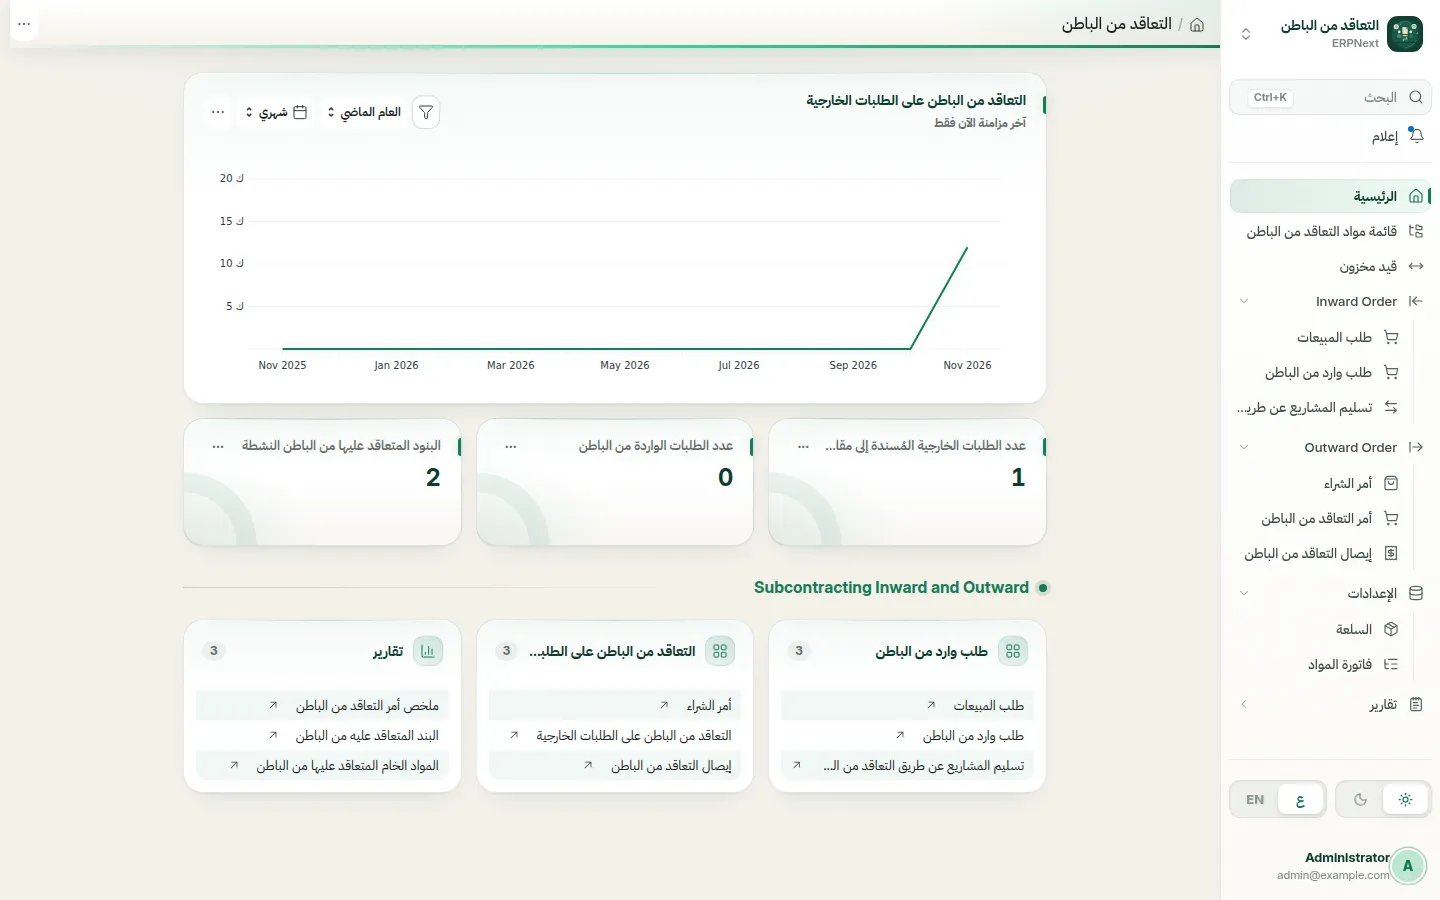 التعاقد من الباطن
ERPNext
البحث
Ctrl+K
إعلام
الرئيسية
قائمة مواد التعاقد من الباطن
قيد مخزون
Inward Order
طلب المبيعات
طلب وارد من الباطن
تسليم المشاريع عن طريـ...
Outward Order
أمر الشراء
أمر التعاقد من الباطن
إيصال التعاقد من الباطن
الإعدادات
السلعة
فاتورة المواد
تقارير
ع
EN
Administrator
admin@example.com
A
التعاقد من الباطن /
...
التعاقد من الباطن على الطلبات الخارجية
آخر مزامنة الآن فقط
العام الماضي
شهري
...
20 ك
15 ك
10 ك
5 ك
Nov 2025
Jan 2026
Mar 2026
May 2026
Jul 2026
Sep 2026
Nov 2026
عدد الطلبات الخارجية المُسندة إلى مقا...
...
1
عدد الطلبات الواردة من الباطن
...
0
البنود المتعاقد عليها من الباطن النشطة
...
2
Subcontracting Inward and Outward
طلب وارد من الباطن
3
طلب المبيعات
طلب وارد من الباطن
تسليم المشاريع عن طريق التعاقد من الـ...
التعاقد من الباطن على الطلبـ...
3
أمر الشراء
التعاقد من الباطن على الطلبات الخارجية
إيصال التعاقد من الباطن
تقارير
3
ملخص أمر التعاقد من الباطن
البند المتعاقد عليه من الباطن
المواد الخام المتعاقد عليها من الباطن